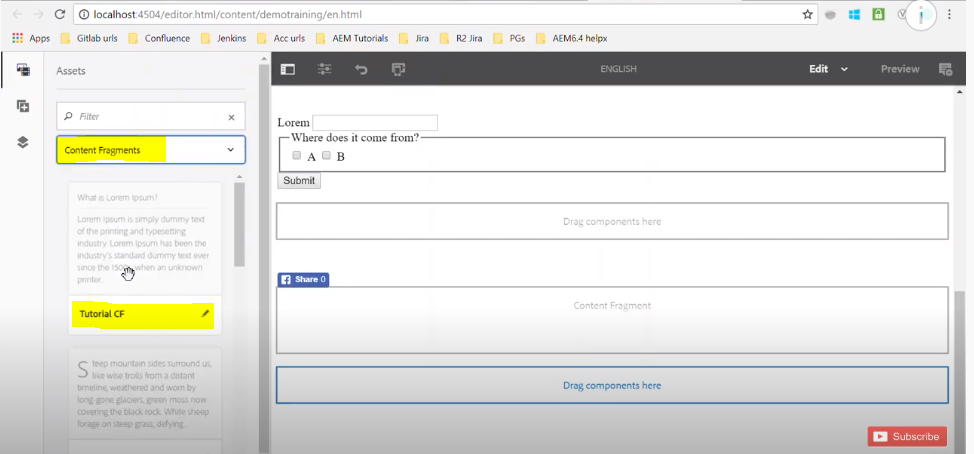 localhost:4504/editor.html/content/demotraining/en.html
Apps Gitlab urls Confluence Jenkins Acc urls AEM Tutorials Jira R2 Jira PGs AEM6.4 helpx
Assets
ENGLISH
Edit
Preview
Filter
Content Fragments
What is Lorem Ipsum?
Lorem Ipsum is simply dummy text
of the printing and typesetting
industry. Lorem Ipsum has been the
industry's standard dummy text ever
since the 1500s, when an unknown
printer.
Tutorial CF
Steep mountain sides surround us,
like wise trolls from a distant
timeline, weathered and worn by
long-gone glaciers, green moss now
covering the black rock. White sheep
forage on steep grass, defying...
Lorem
Where does it come from?
A B
Submit
Drag components here
Share 0
Content Fragment
Drag components here
Subscribe